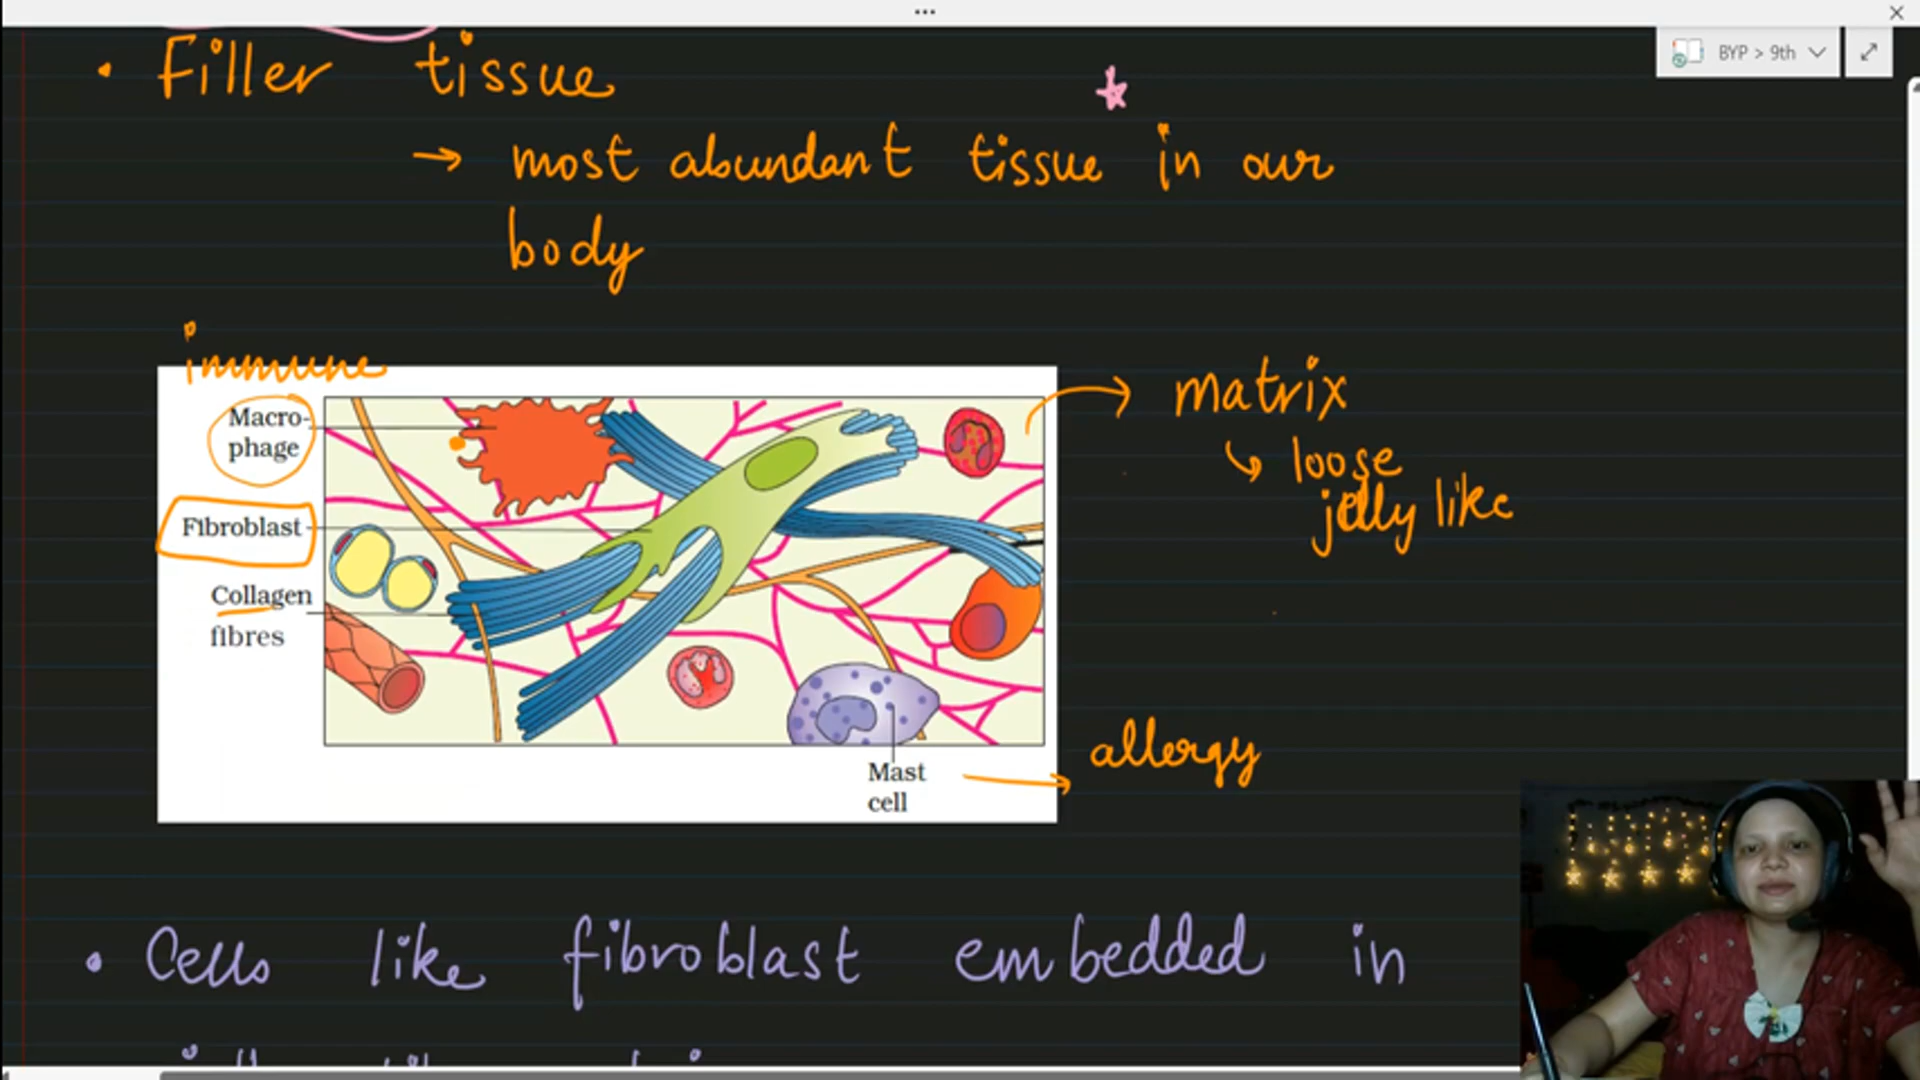 BYP > 9th
• Filler tissue
→ most abundant tissue in our
body
immune
Macro-
phage
Fibroblast
Collagen
fibres
Mast
cell
→ matrix
↳ loose
jelly like
→ allergy
• Cells like fibroblast embedded in